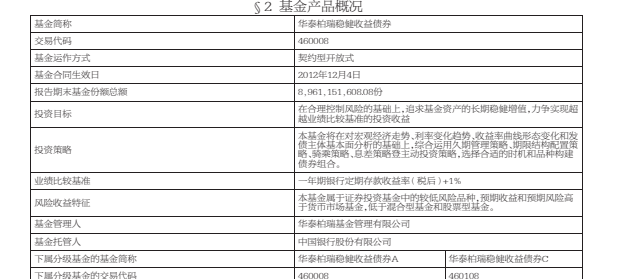 §2 基金产品概况
基金简称 华泰柏瑞稳健收益债券
交易代码 460008
基金运作方式 契约型开放式
基金合同生效日 2012年12月4日
报告期末基金份额总额 8,961,151,608.08份
投资目标 在合理控制风险的基础上,追求基金资产的长期稳健增值,力争实现超
越业绩比较基准的投资收益
投资策略 本基金将在对宏观经济走势、利率变化趋势、收益率曲线形态变化和发
债主体基本面分析的基础上,综合运用久期管理策略、期限结构配置策
略、骑乘策略、息差策略等主动投资策略,选择合适的时机和品种构建
债券组合。
业绩比较基准 一年期银行定期存款收益率(税后)+1%
风险收益特征 本基金属于证券投资基金中的较低风险品种,预期收益和预期风险高
于货币市场基金,低于混合型基金和股票型基金。
基金管理人 华泰柏瑞基金管理有限公司
基金托管人 中国银行股份有限公司
下属分级基金的基金简称 华泰柏瑞稳健收益债券A 华泰柏瑞稳健收益债券C
下属分级基金的交易代码 460008 460108